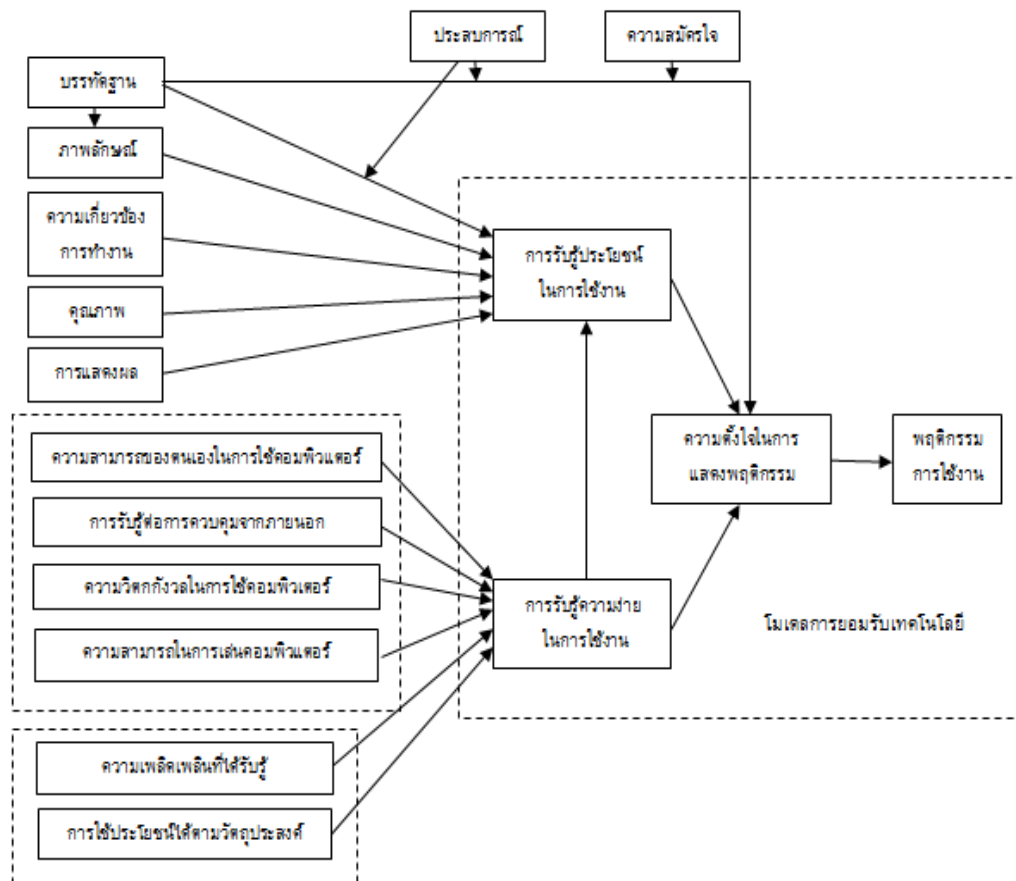 ประสบการณ์
ความสมัครใจ
บรรทัดฐาน
ภาพลักษณ์
ความเกี่ยวข้อง
การทำงาน
คุณภาพ
การแสดงผล
การรับรู้ประโยชน์
ในการใช้งาน
ความสามารถของตนเองในการใช้คอมพิวเตอร์
การรับรู้ต่อการควบคุมจากภายนอก
ความวิตกกังวลในการใช้คอมพิวเตอร์
ความสามารถในการเล่นคอมพิวเตอร์
ความตั้งใจในการ
แสดงพฤติกรรม
พฤติกรรม
การใช้งาน
การรับรู้ความง่าย
ในการใช้งาน
โมเดลการยอมรับเทคโนโลยี
ความเพลิดเพลินที่ได้รับรู้
การใช้ประโยชน์ได้ตามวัตถุประสงค์